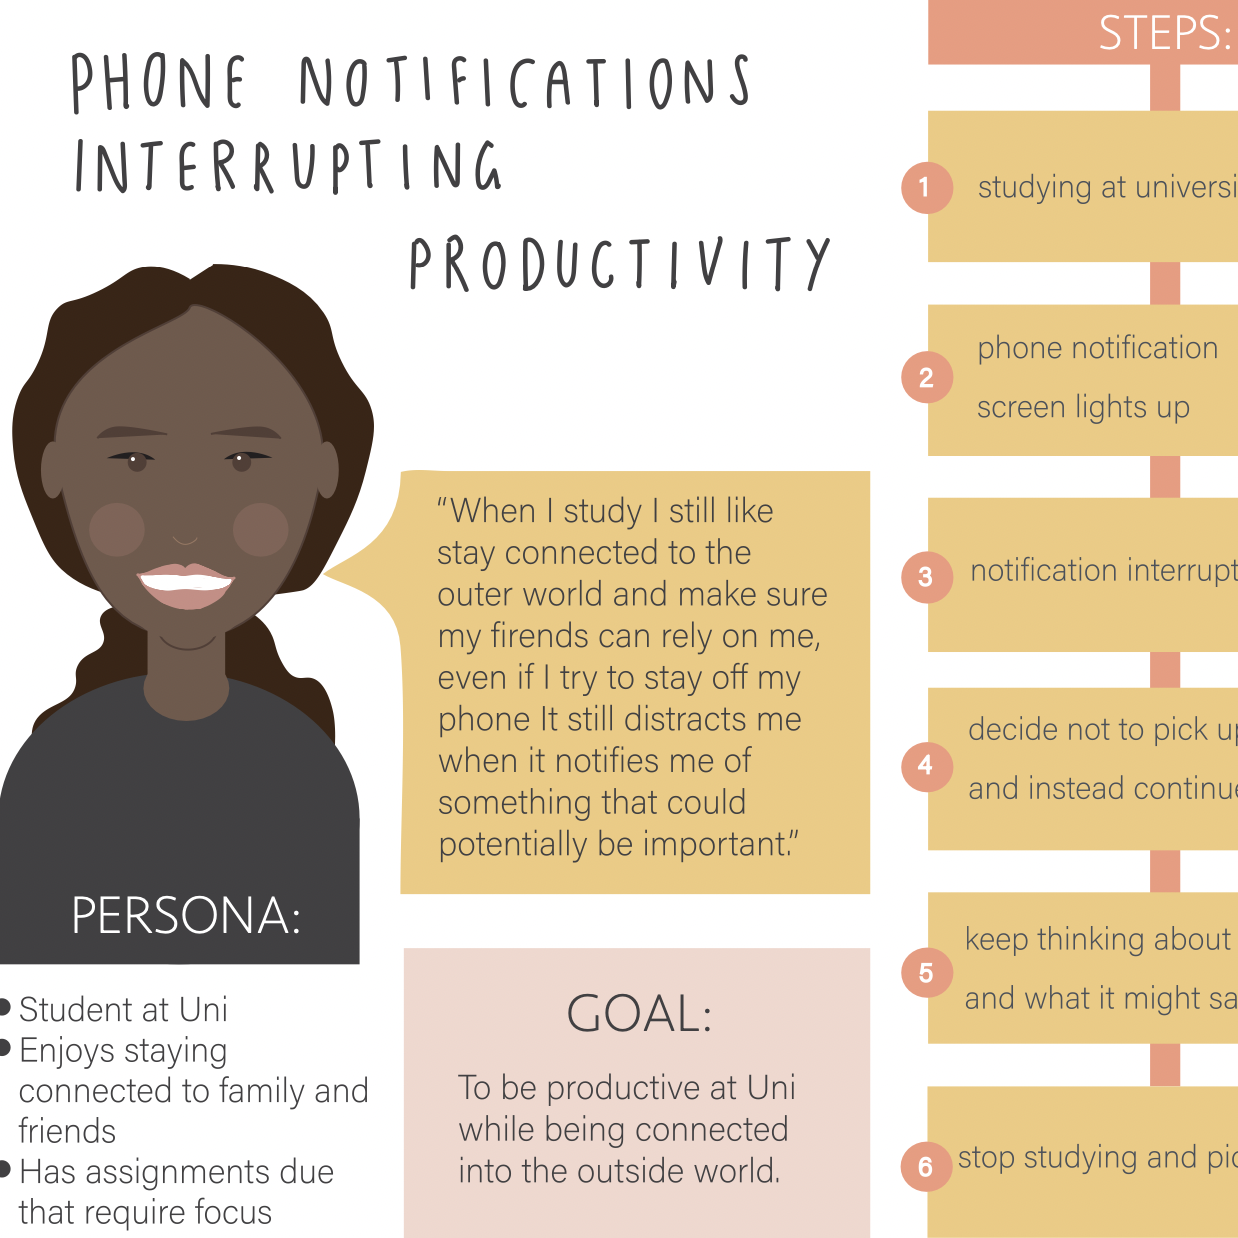 PHONE NOTIFICATIONS
INTERRUPTING
PRODUCTIVITY
“When I study I still like
stay connected to the
outer world and make sure
my firends can rely on me,
even if I try to stay off my
phone It still distracts me
when it notifies me of
something that could
potentially be important.”
PERSONA:
• Student at Uni
• Enjoys staying
connected to family and
friends
• Has assignments due
that require focus
GOAL:
To be productive at Uni
while being connected
into the outside world.
STEPS:
1 studying at
2 phone notification
screen lights up
3 notification
4 decide not to pick
and instead
5 keep thinking about
and what it might
6 stop studying and